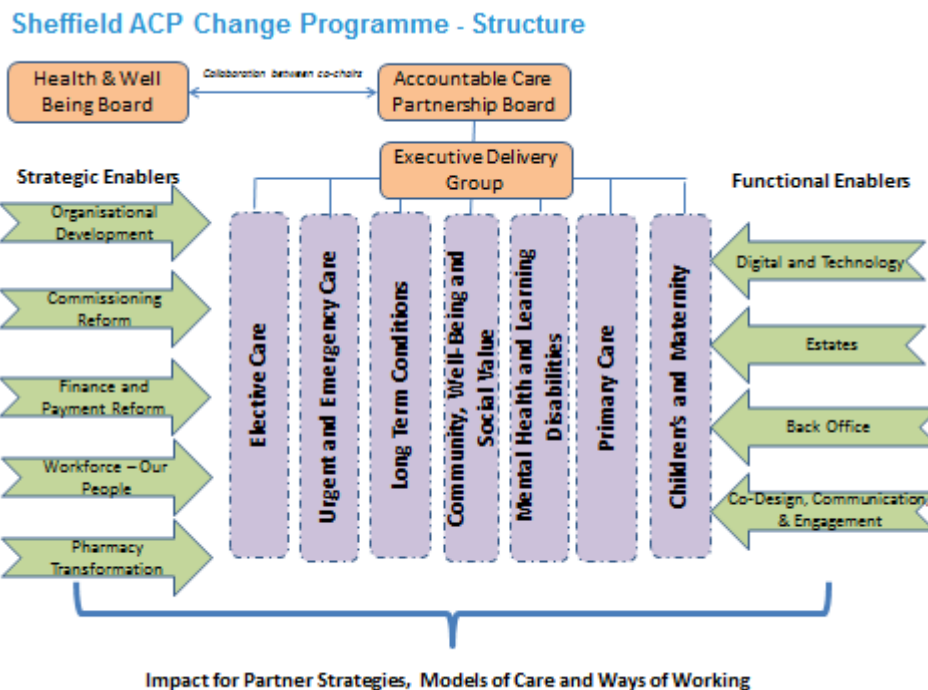 Sheffield ACP Change Programme - Structure
Health & Well
Being Board
Collaboration between co-chairs
Accountable Care
Partnership Board
Executive Delivery
Group
Strategic Enablers
Organisational
Development
Commissioning
Reform
Finance and
Payment Reform
Workforce – Our
People
Pharmacy
Transformation
Elective Care
Urgent and Emergency Care
Long Term Conditions
Community, Well-Being and
Social Value
Mental Health and Learning
Disabilities
Primary Care
Children's and Maternity
Functional Enablers
Digital and Technology
Estates
Back Office
Co-Design, Communication,
& Engagement
Impact for Partner Strategies, Models of Care and Ways of Working